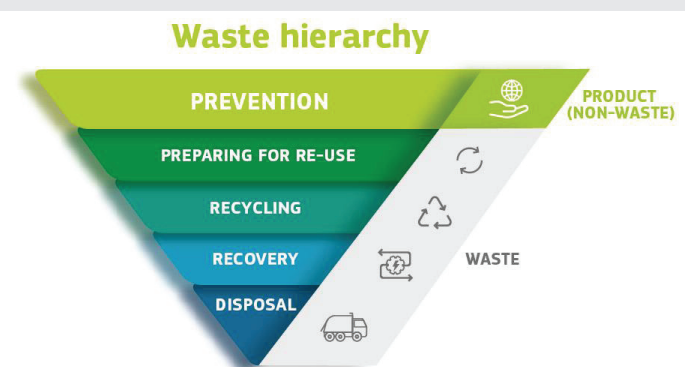 Waste hierarchy
PREVENTION
PRODUCT
(NON-WASTE)
PREPARING FOR RE-USE
RECYCLING
RECOVERY
WASTE
DISPOSAL